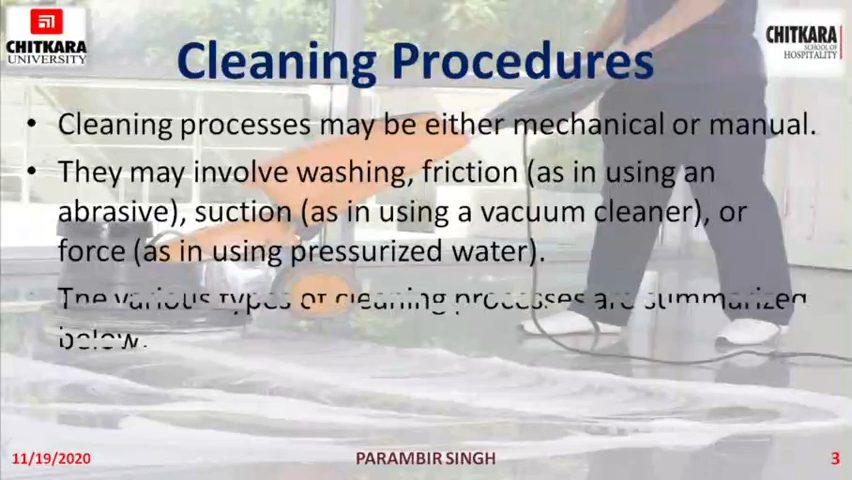 CHITKARA
UNIVERSITY
CHITKARA
SCHOOL OF
HOSPITALITY
Cleaning Procedures
• Cleaning processes may be either mechanical or manual.
• They may involve washing, friction (as in using an
abrasive), suction (as in using a vacuum cleaner), or
force (as in using pressurized water).
The various types of cleaning processes are summarized
below.
11/19/2020
PARAMBIR SINGH
3